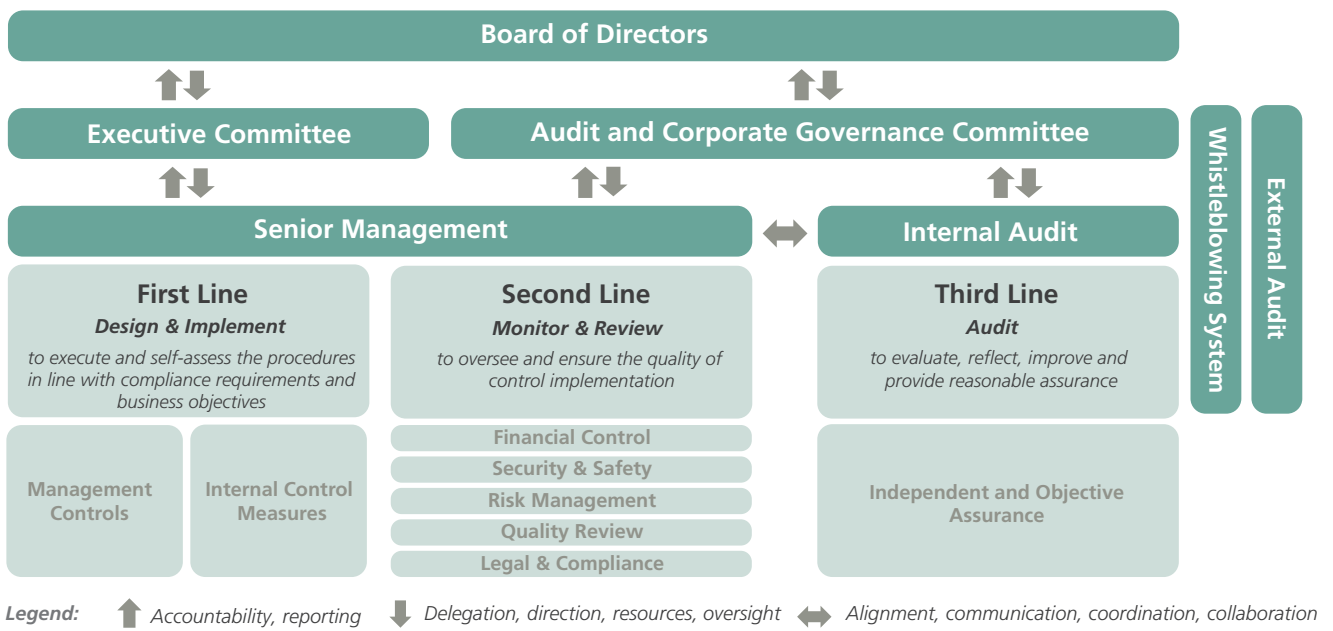 Board of Directors
Executive Committee
Audit and Corporate Governance Committee
Senior Management
Internal Audit
Whistleblowing System
External Audit
First Line
Design & Implement
to execute and self-assess the procedures
in line with compliance requirements and
business objectives
Second Line
Monitor & Review
to oversee and ensure the quality of
control implementation
Third Line
Audit
to evaluate, reflect, improve and
provide reasonable assurance
Management
Controls
Internal Control
Measures
Financial Control
Security & Safety
Risk Management
Quality Review
Legal & Compliance
Independent and Objective
Assurance
Legend: Accountability, reporting Delegation, direction, resources, oversight Alignment, communication, coordination, collaboration